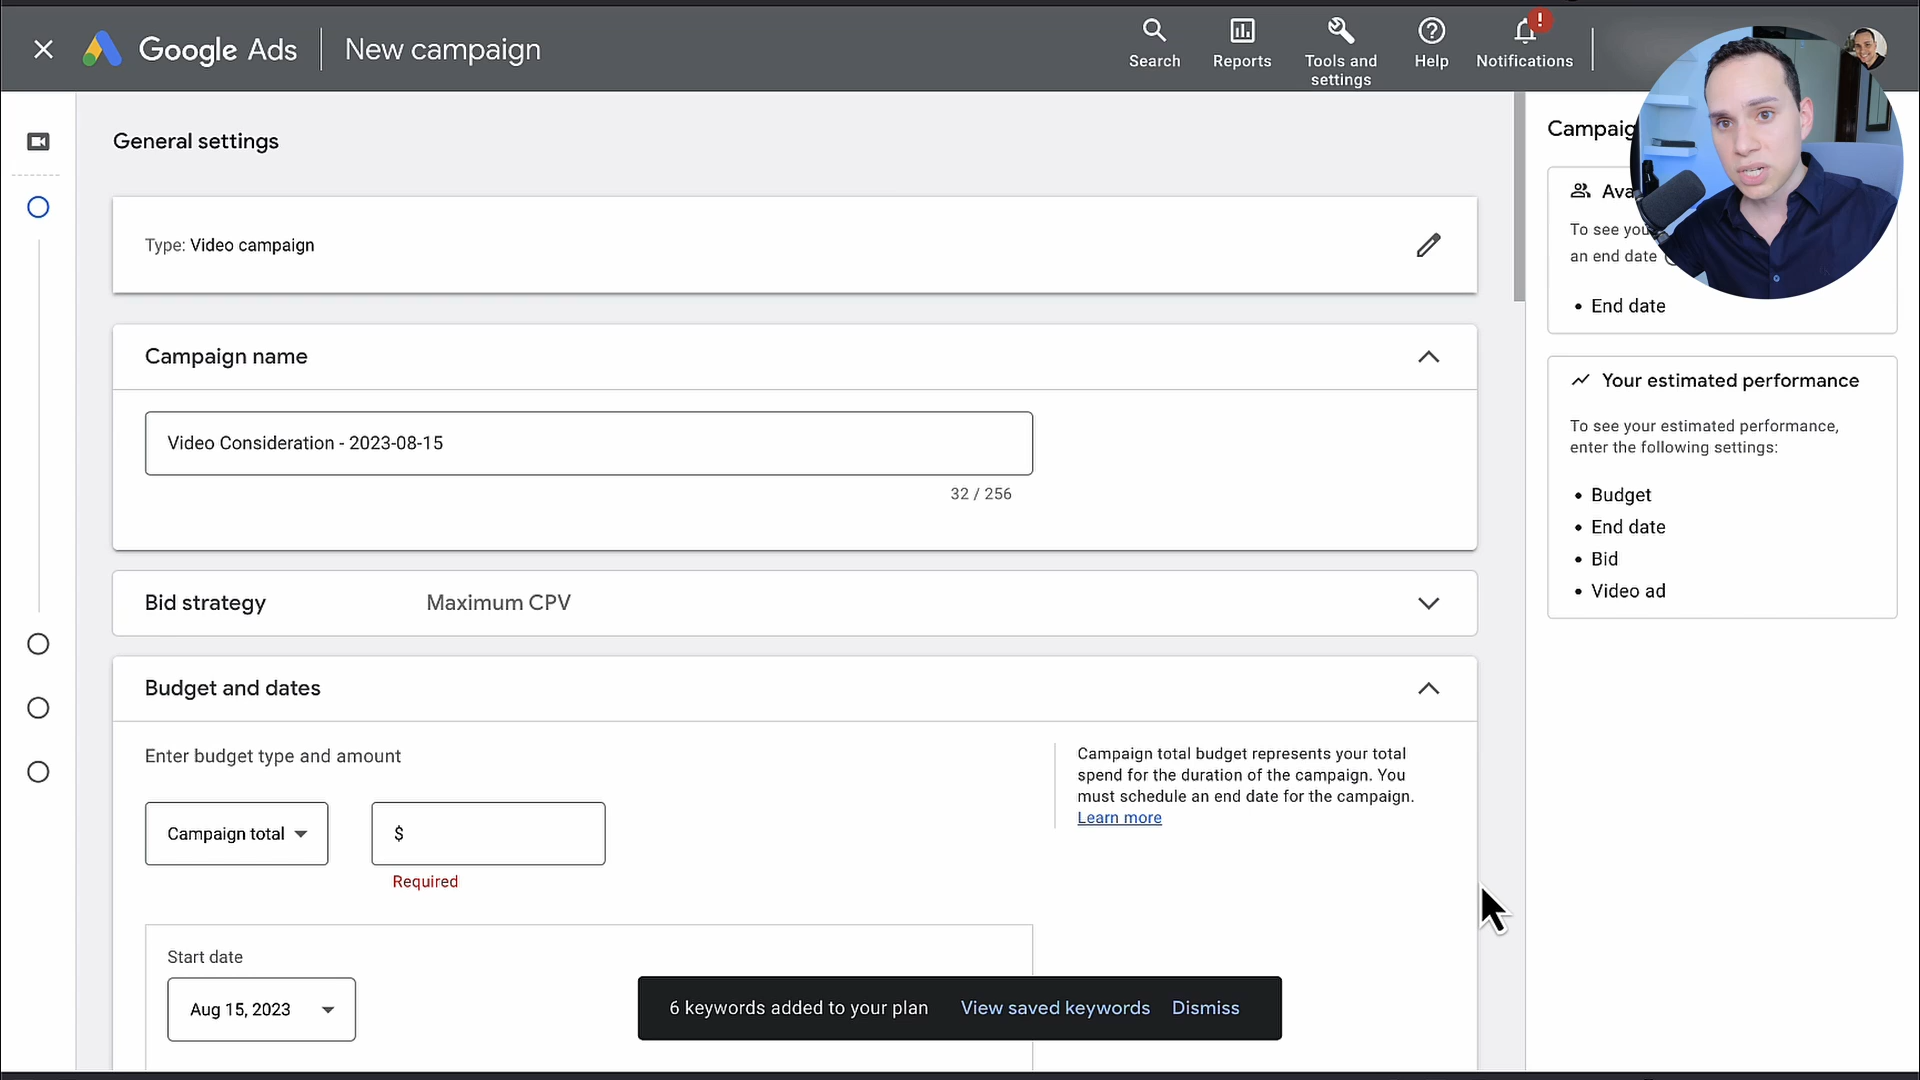 Google Ads
New campaign
Search
Reports
Tools and
settings
Help
!
Notifications
General settings
Type: Video campaign
Campaign name
Video Consideration - 2023-08-15
32 / 256
Bid strategy
Maximum CPV
Budget and dates
Enter budget type and amount
Campaign total
$
Required
Campaign total budget represents your total
spend for the duration of the campaign. You
must schedule an end date for the campaign.
Learn more
Start date
Aug 15, 2023
6 keywords added to your plan
View saved keywords
Dismiss
To see
an end date
• End date
Your estimated performance
To see your estimated performance,
enter the following settings:
• Budget
• End date
• Bid
• Video ad